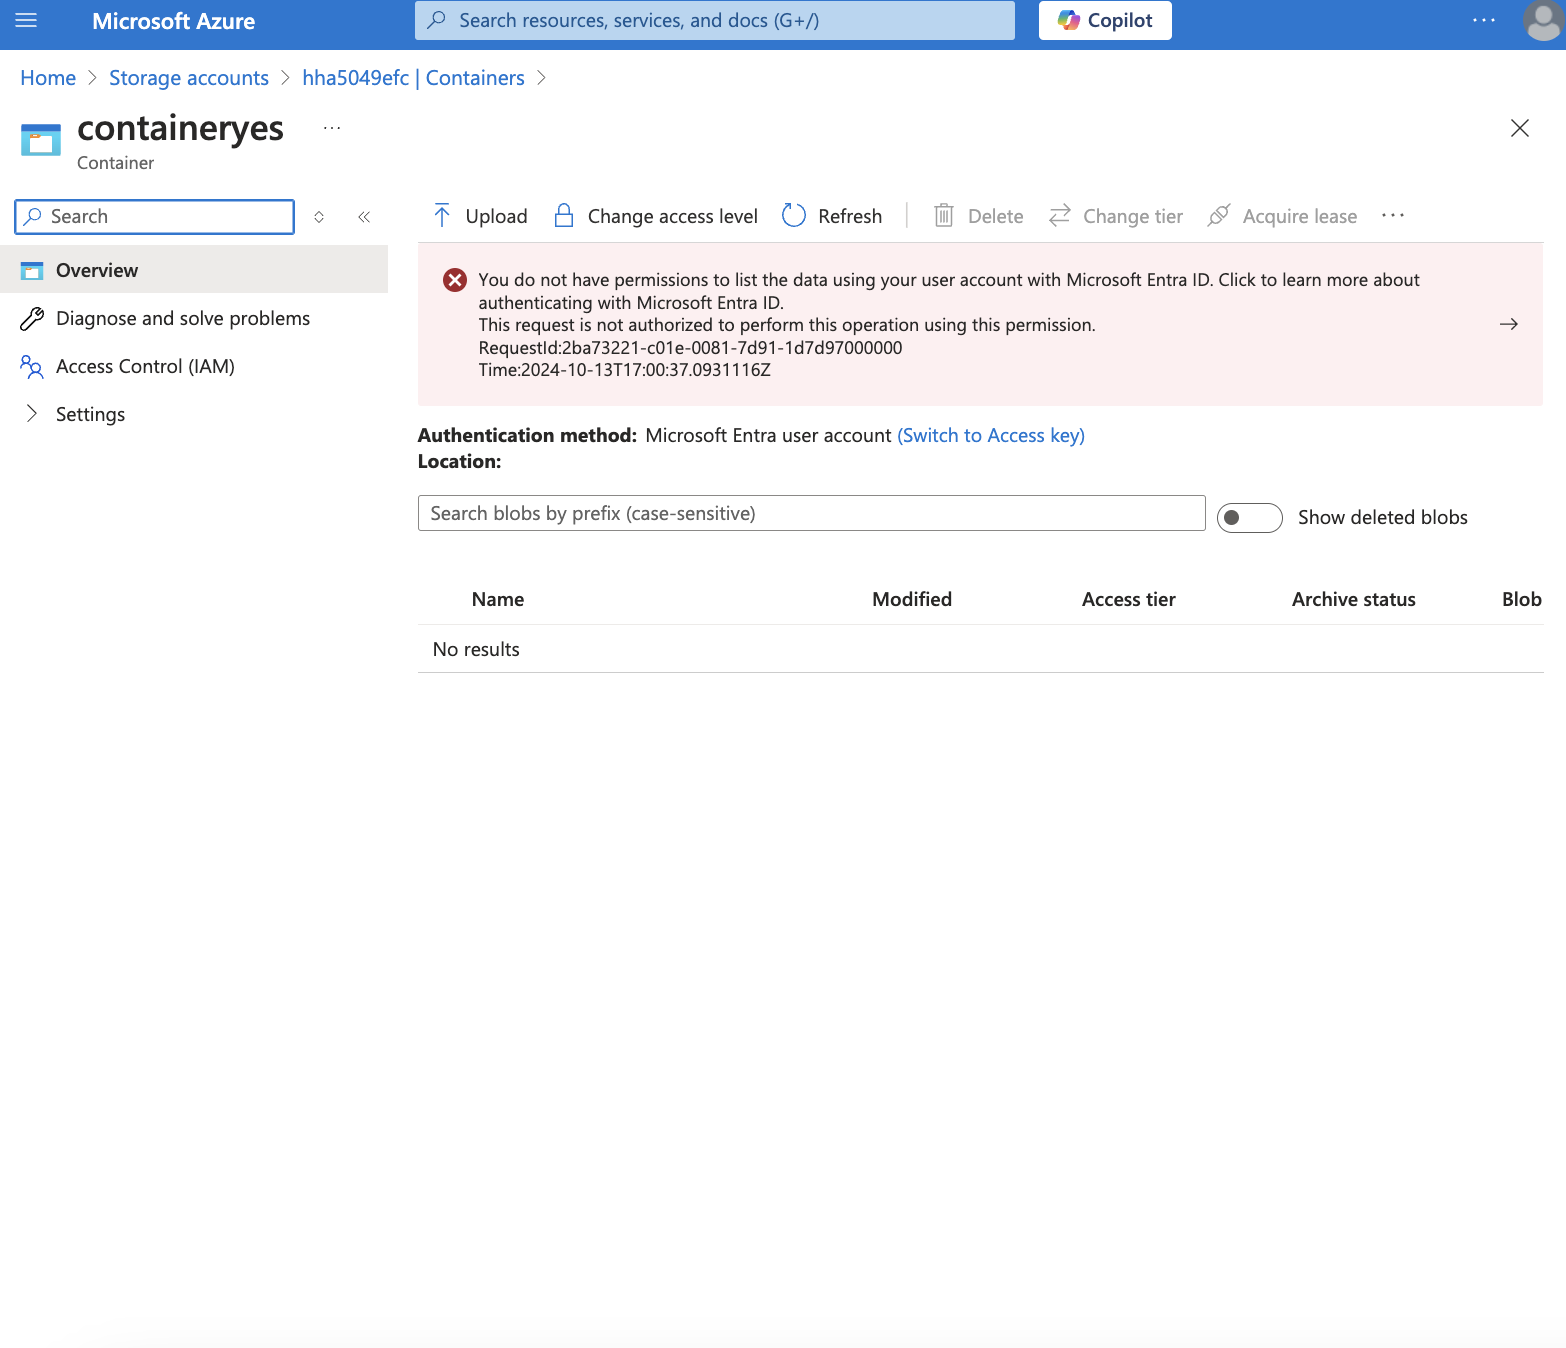 Microsoft Azure
Search resources, services, and docs (G+/)
Copilot
Home > Storage accounts > hha5049efc | Containers >
containeryes
Container
Search
Upload
Change access level
Refresh
Delete
Change tier
Acquire lease
Overview
Diagnose and solve problems
Access Control (IAM)
Settings
You do not have permissions to list the data using your user account with Microsoft Entra ID. Click to learn more about
authenticating with Microsoft Entra ID.
This request is not authorized to perform this operation using this permission.
RequestId:2ba73221-c01e-0081-7d91-1d7d97000000
Time:2024-10-13T17:00:37.0931116Z
Authentication method: Microsoft Entra user account (Switch to Access key)
Location:
Search blobs by prefix (case-sensitive)
Show deleted blobs
Name Modified Access tier Archive status Blob
No results